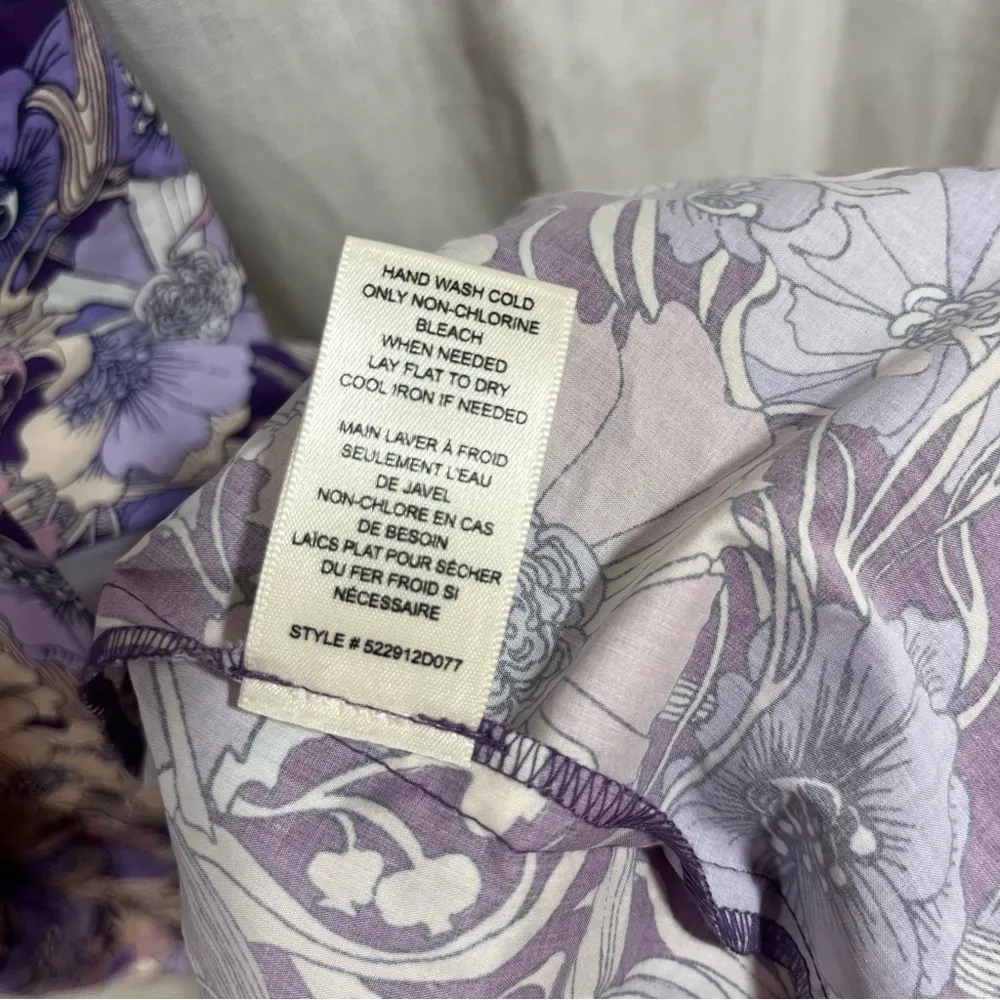 HAND WASH COLD
ONLY NON-CHLORINE
BLEACH
WHEN NEEDED
LAY FLAT TO DRY
COOL IRON IF NEEDED
MAIN LAVER À FROID
SEULEMENT L'EAU
DE JAVEL
NON-CHLORE EN CAS
DE BESOIN
LAÏCS PLAT POUR SÉCHER
DU FER FROID SI
NÉCESSAIRE
STYLE # 522912D077